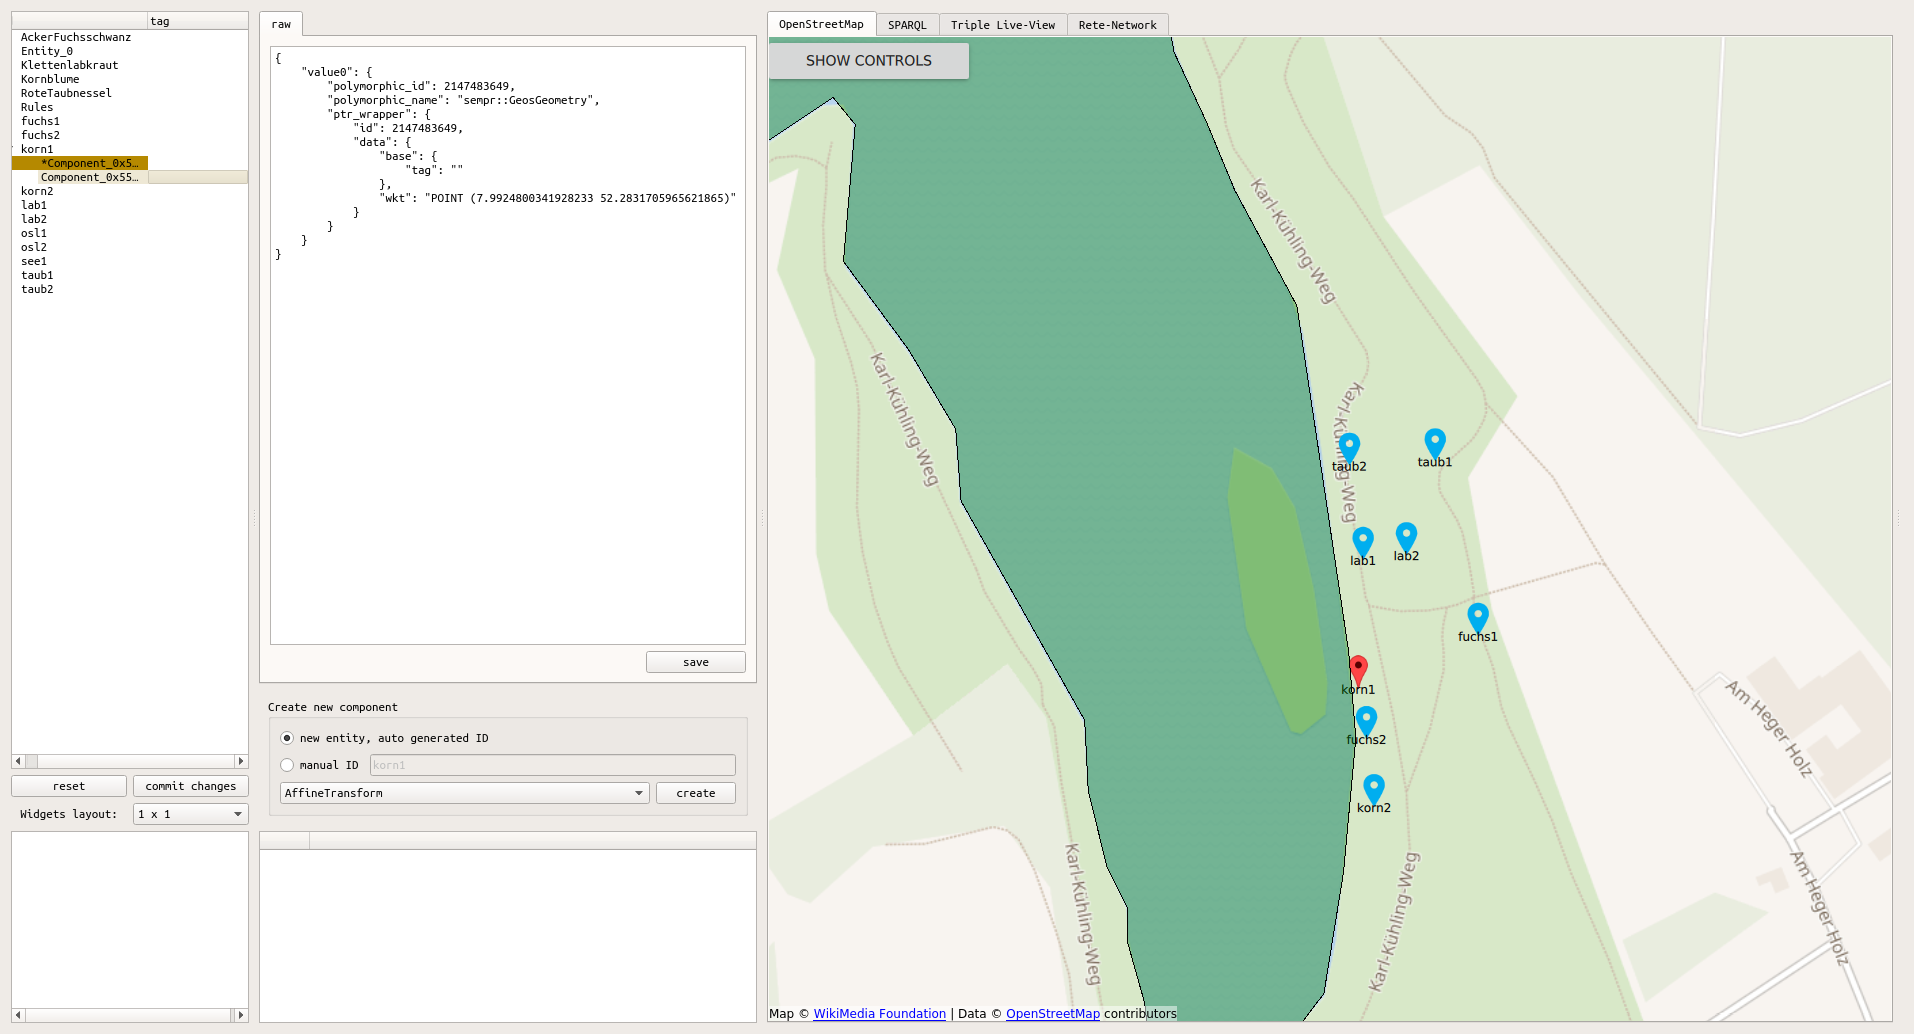 tag
AckerFuchsschwanz
Entity_0
Klettenlabkraut
Kornblume
RoteTaubnessel
Rules
fuchs1
fuchs2
korn1
*Component_0x5…
Component_0x55…
korn2
lab1
lab2
osl1
osl2
see1
taub1
taub2
reset
commit changes
Widgets layout:
1 x 1
raw
{
    "value0": {
        "polymorphic_id": 2147483649,
        "polymorphic_name": "sempr::GeosGeometry",
        "ptr_wrapper": {
            "id": 2147483649,
            "data": {
                "base": {
                    "tag": ""
                },
                "wkt": "POINT (7.9924800341928233 52.2831705965621865)"
            }
        }
    }
}
save
Create new component
new entity, auto generated ID
manual ID
korn1
AffineTransform
create
OpenStreetMap
SPARQL
Triple Live-View
Rete-Network
SHOW CONTROLS
Karl-Kühling-Weg
Karl-Kühling-Weg
Karl-Kühling-Weg
taub2
taub1
lab1
lab2
fuchs1
korn1
fuchs2
korn2
Am Heger Holz
Karl-Kühling-Weg
Karl-Kühling-Weg
Am Heger Holz
Map © WikiMedia Foundation | Data © OpenStreetMap contributors